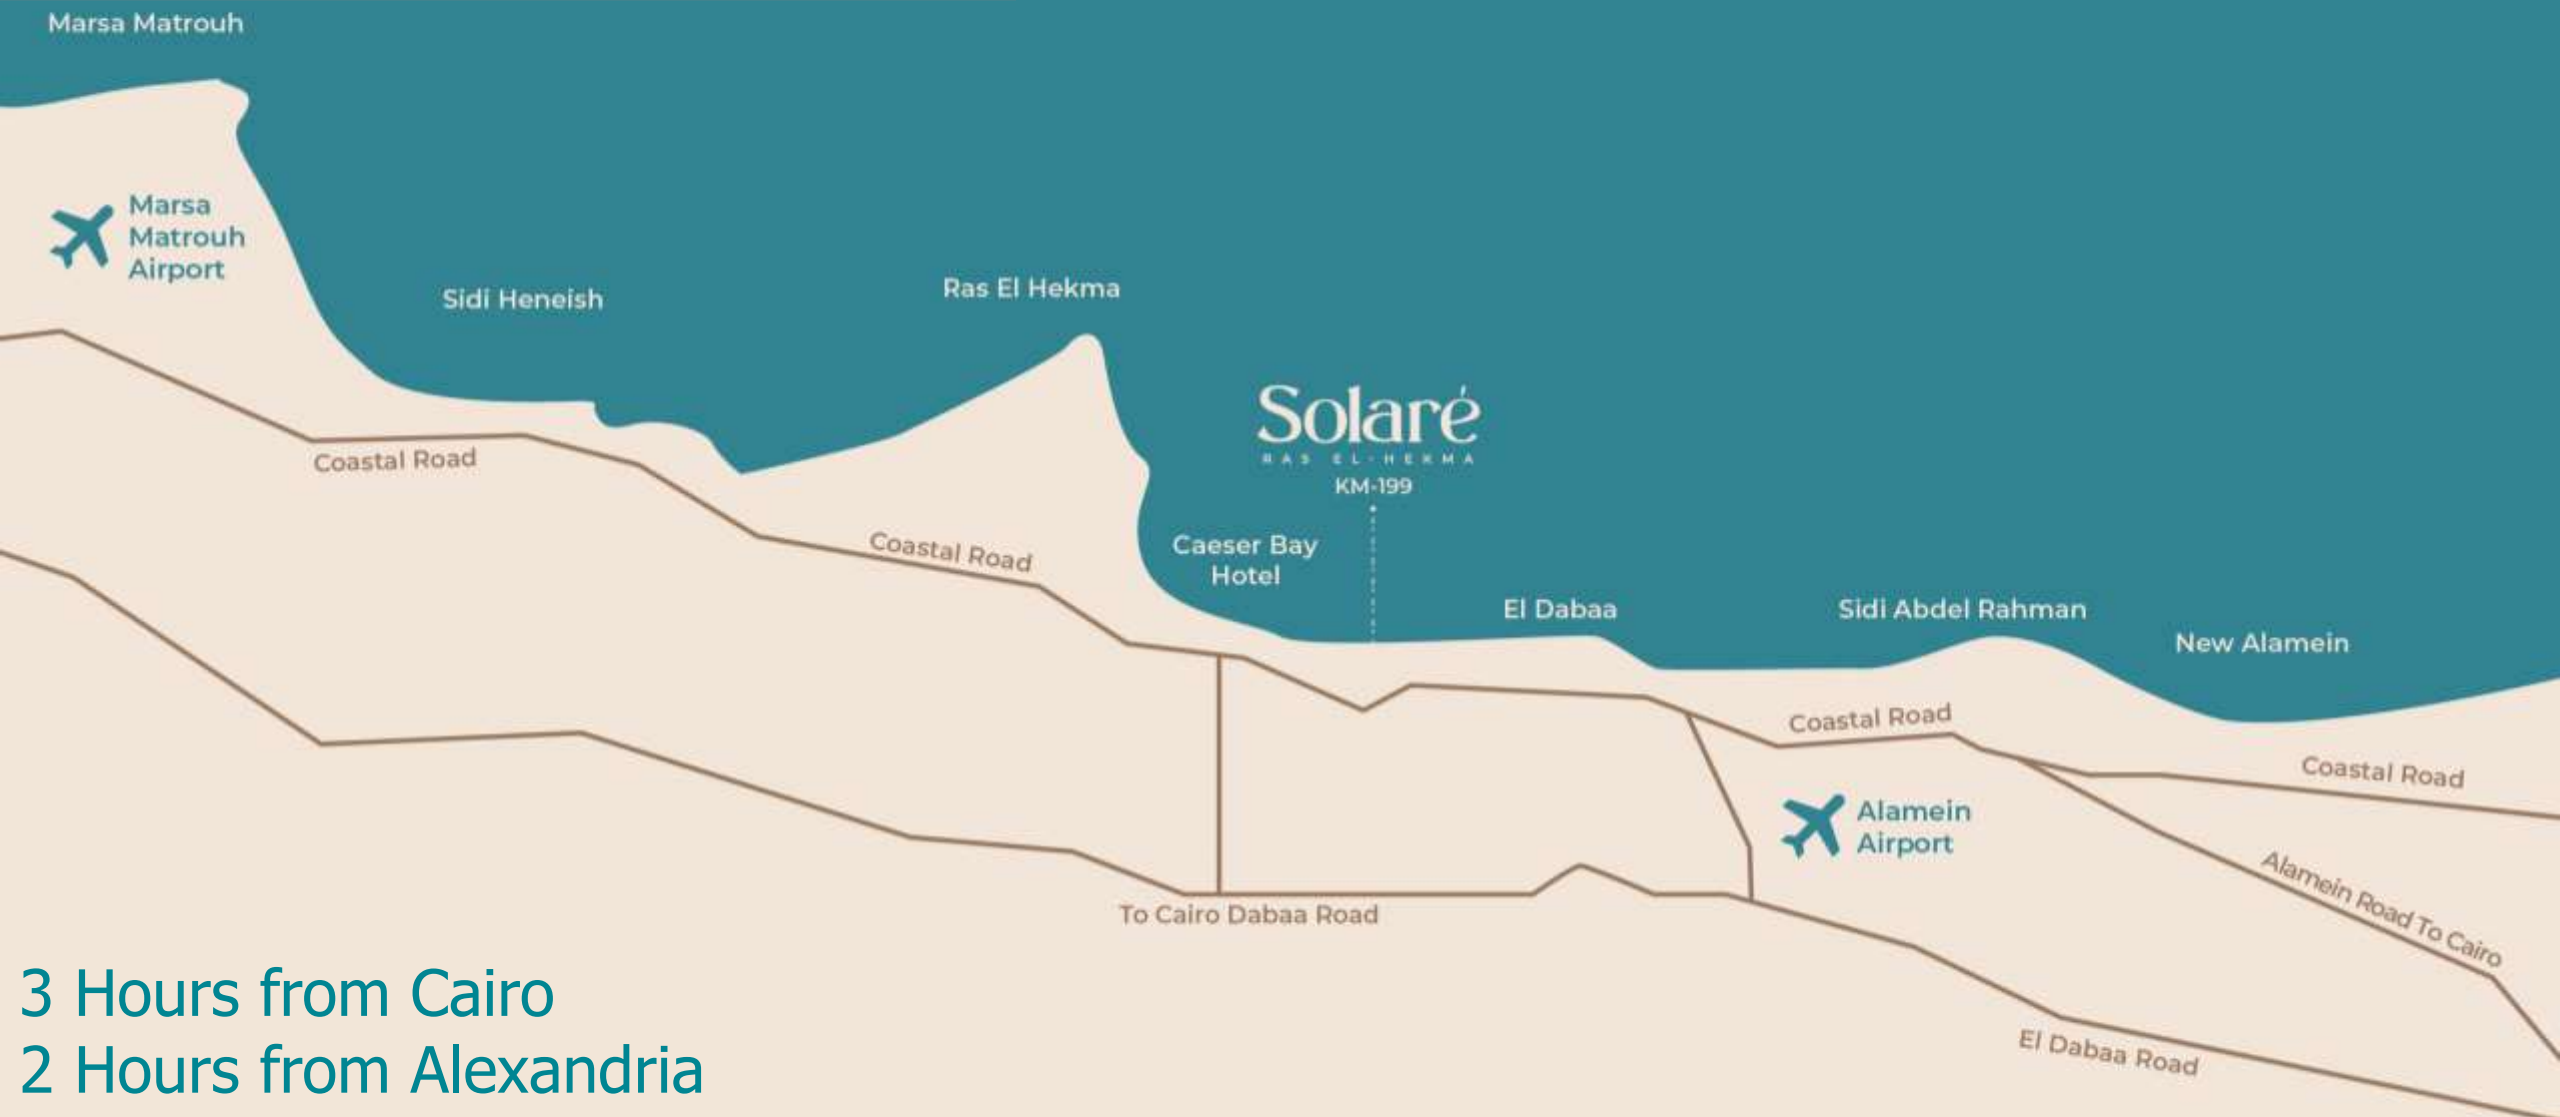 Marsa Matrouh
Marsa
Matrouh
Airport
Sidi Heneish
Ras El Hekma
Solaré
RAS EL-HEKMA
KM-199
Coastal Road
Coastal Road
Caeser Bay
Hotel
El Dabaa
Sidi Abdel Rahman
New Alamein
Coastal Road
Coastal Road
Alamein
Airport
Alamein Road To Cairo
To Cairo Dabaa Road
El Dabaa Road
3 Hours from Cairo
2 Hours from Alexandria